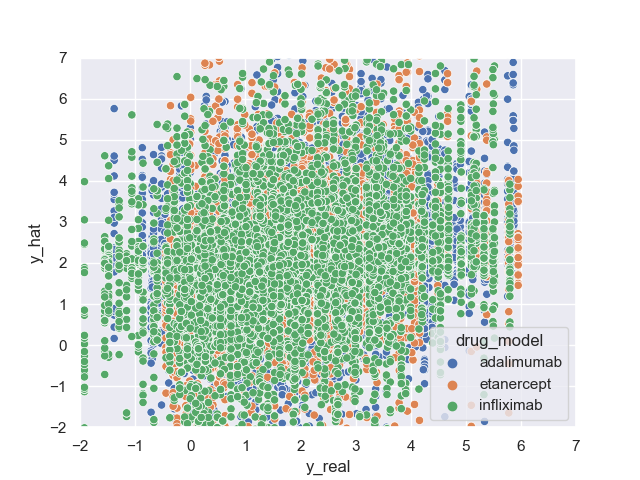 7
6
5
4
3
2
1
0
−1
−2
y_hat
drug_model
adalimumab
etanercept
infliximab
−2 −1 0 1 2 3 4 5 6 7
y_real